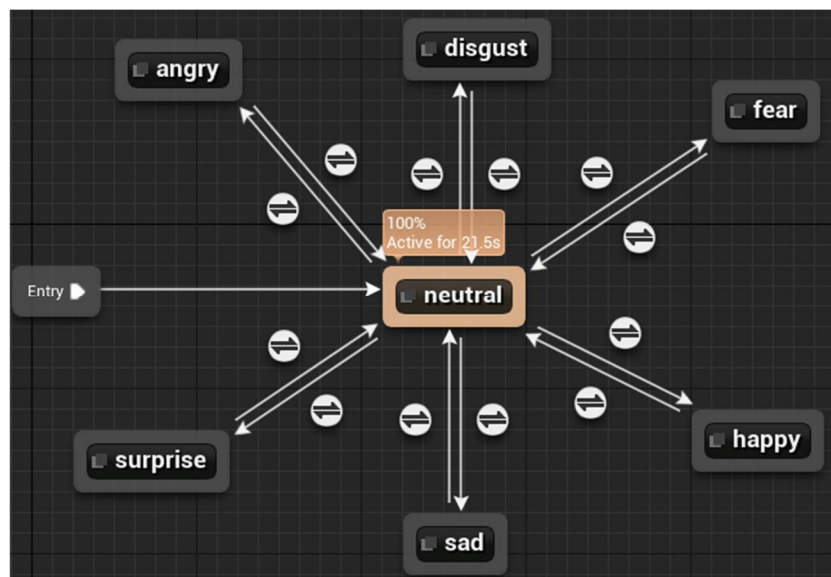 disgust
angry
fear
100%
Active for 21.5s
Entry
neutral
happy
surprise
sad